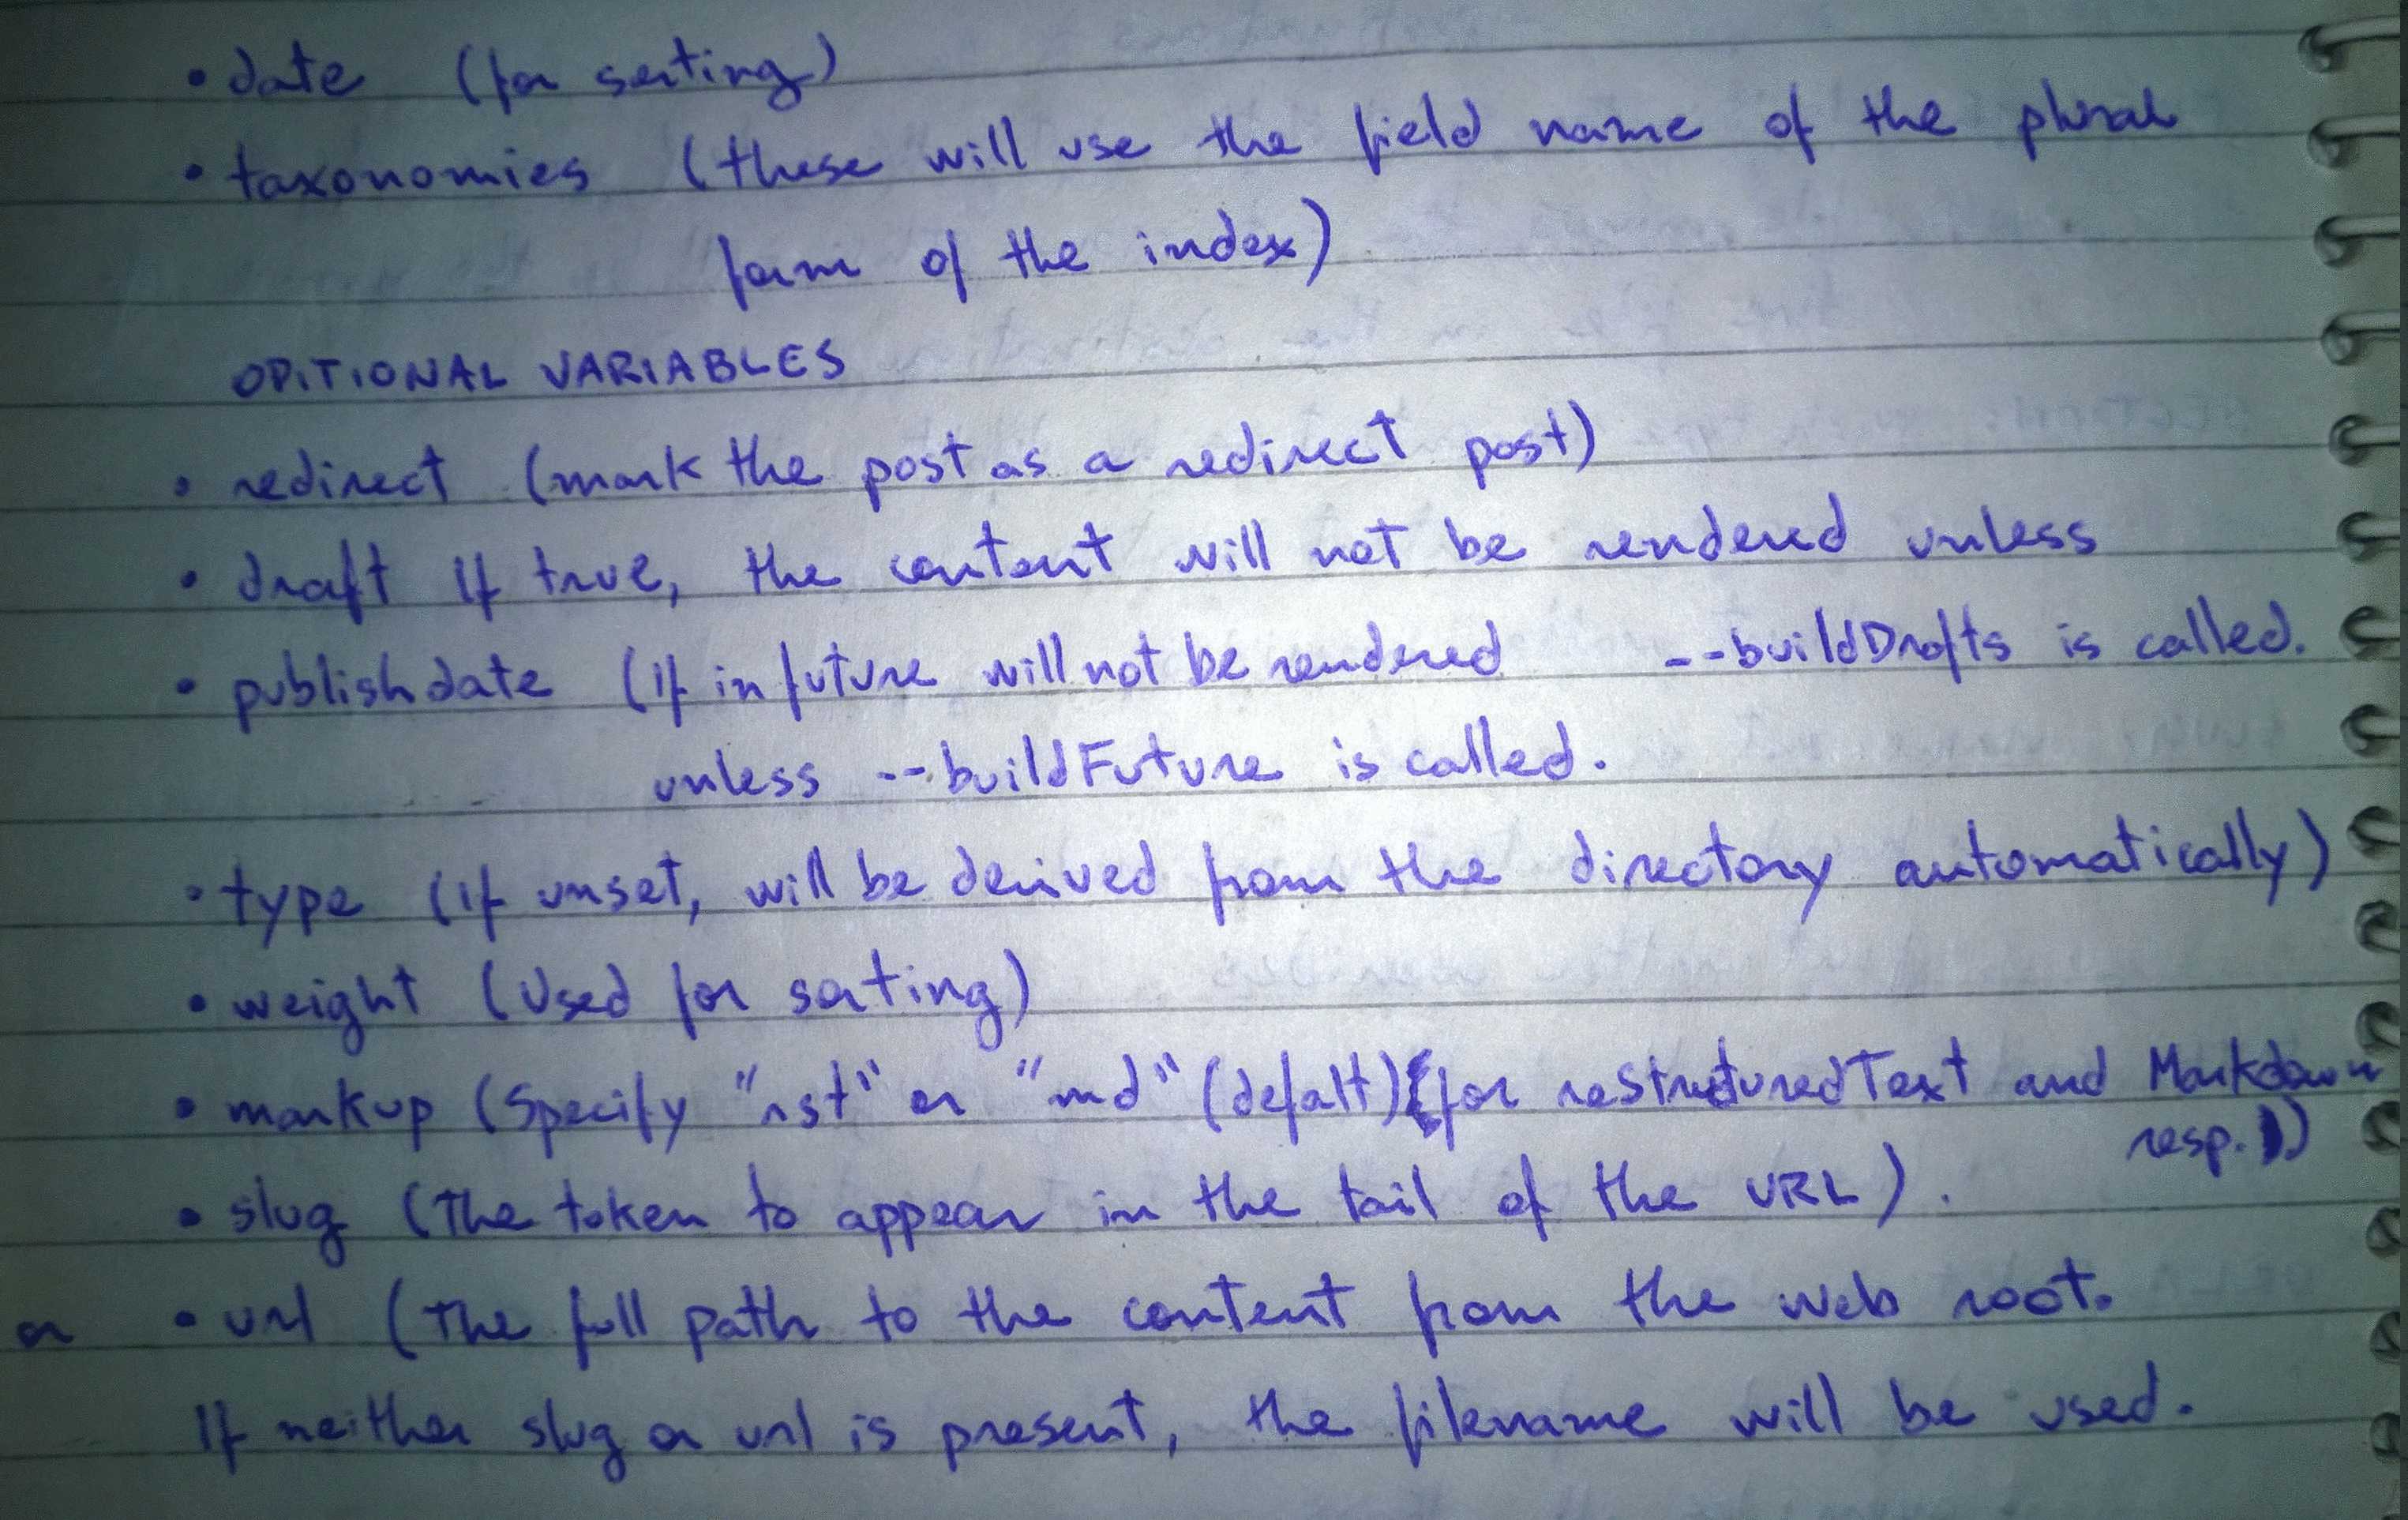 • date (for sorting)
• taxonomies (these will use the field name of the plural
form of the index)
OPITIONAL VARIABLES
• redirect (mark the post as a redirect post)
• draft If true, the content will not be rendered unless
--buildDrafts is called.
• publishdate (If in future will not be rendered
unless --buildFuture is called.
• type (if unset, will be derived from the directory automatically)
• weight (Used for sorting)
• markup (Specify "rst" or "md" (defalt) (for reStructuredText and Markdown
resp.))
• slug (The token to appear in the tail of the URL).
or • url (The full path to the content from the web root.
If neither slug or url is present, the filename will be used.